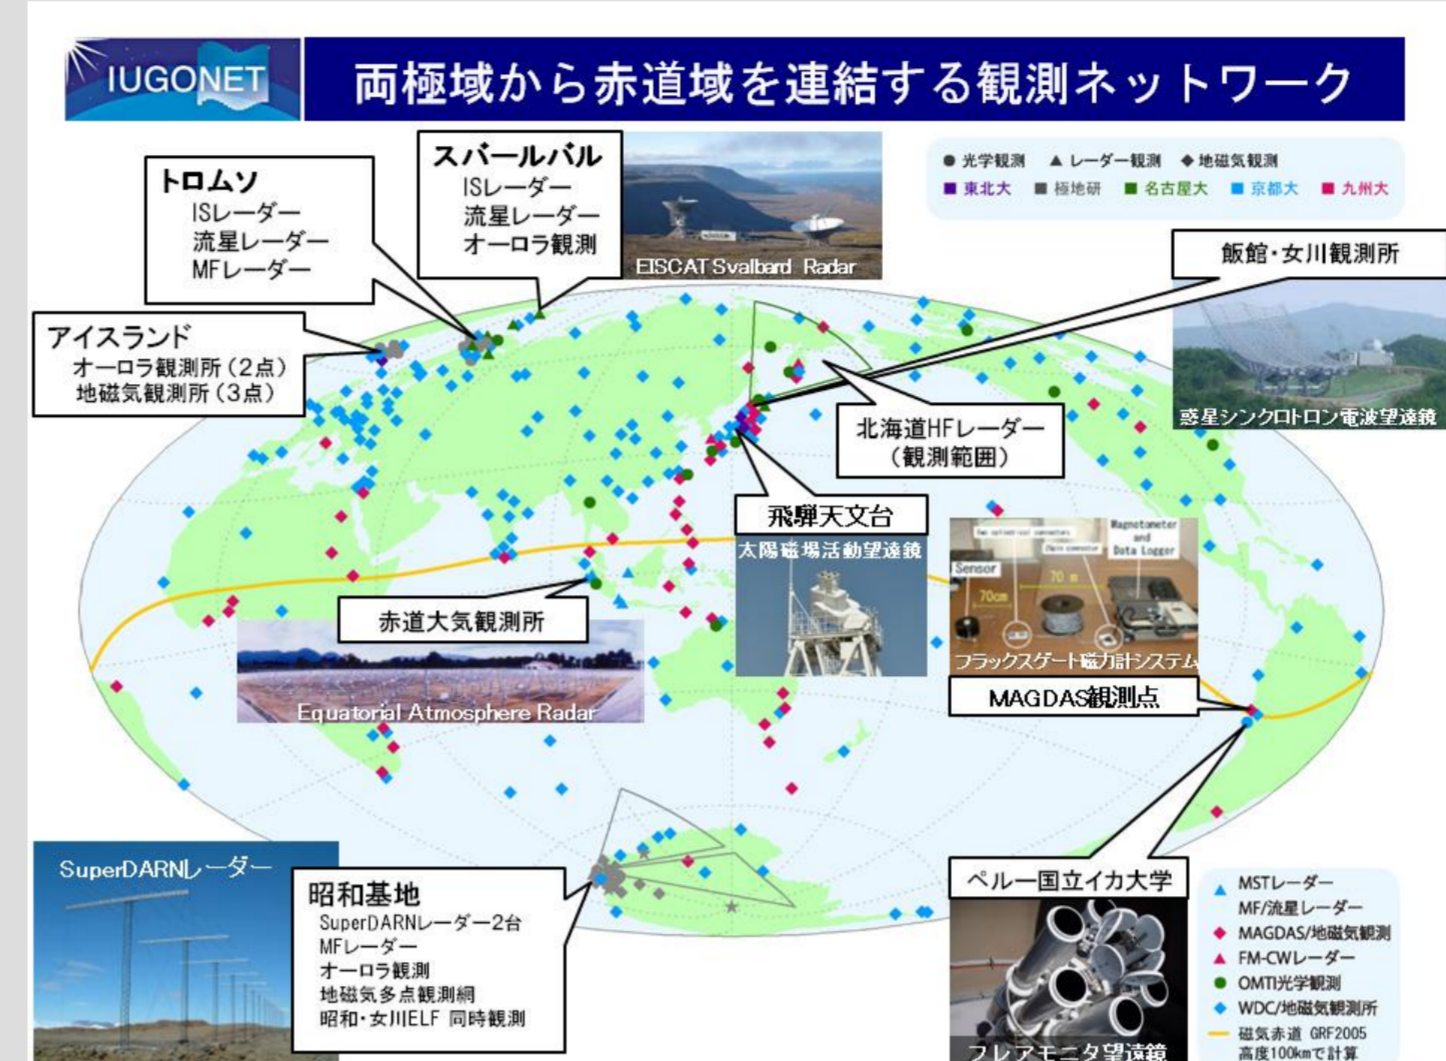 IUGONET
両極域から赤道域を連結する観測ネットワーク
トロムソ
ISレーダー
流星レーダー
MFレーダー
スバールバル
ISレーダー
流星レーダー
オーロラ観測
EISCAT Svalbard Radar
● 光学観測 ▲ レーダー観測 ◆ 地磁気観測
■ 東北大 ■ 極地研 ■ 名古屋大 ■ 京都大 ■ 九州大
飯館・女川観測所
惑星シンクロトロン電波望遠鏡
アイスランド
オーロラ観測所(2点)
地磁気観測所(3点)
北海道HFレーダー
(観測範囲)
飛騨天文台
太陽磁場活動望遠鏡
Magnetometer
and
Data Logger
Sensor
70 m
70cm
フラックスゲート磁力計システム
MAGDAS観測点
赤道大気観測所
Equatorial Atmosphere Radar
SuperDARNレーダー
昭和基地
SuperDARNレーダー2台
MFレーダー
オーロラ観測
地磁気多点観測網
昭和・女川ELF 同時観測
ペルー国立イカ大学
フレアモニタ望遠鏡
MSTレーダー
MF/流星レーダー
MAGDAS/地磁気観測
FM-CWレーダー
OMTI光学観測
WDC/地磁気観測所
磁気赤道 GRF2005
高度100kmで計算